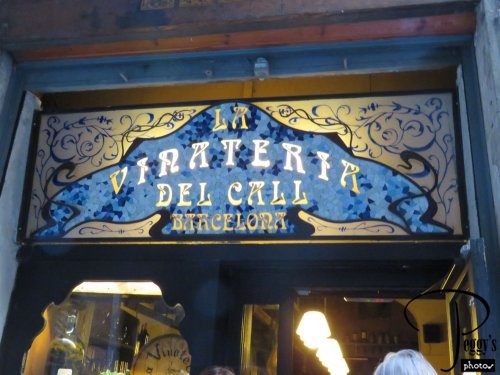 LA
VINATERIA
DEL CALL
BARCELONA
Peggy's
photos